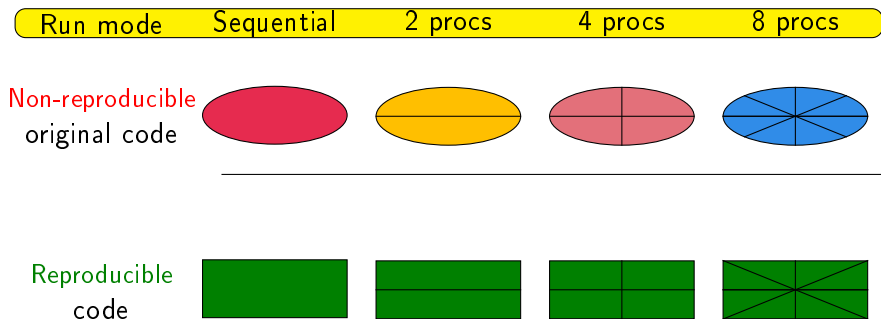 Run mode Sequential 2 procs 4 procs 8 procs
Non-reproducible
original code
Reproducible
code